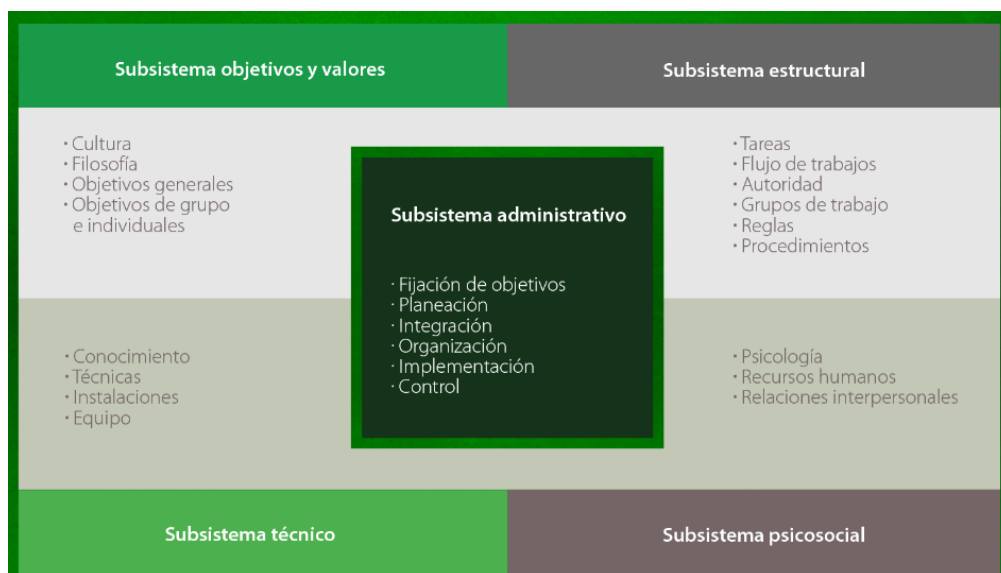 Subsistema objetivos y valores
Subsistema estructural
· Cultura
· Filosofía
· Objetivos generales
· Objetivos de grupo
e individuales
· Tareas
· Flujo de trabajos
· Autoridad
· Grupos de trabajo
· Reglas
· Procedimientos
Subsistema administrativo
· Fijación de objetivos
· Planeación
· Integración
· Organización
· Implementación
· Control
· Conocimiento
· Técnicas
· Instalaciones
· Equipo
· Psicología
· Recursos humanos
· Relaciones interpersonales
Subsistema técnico
Subsistema psicosocial